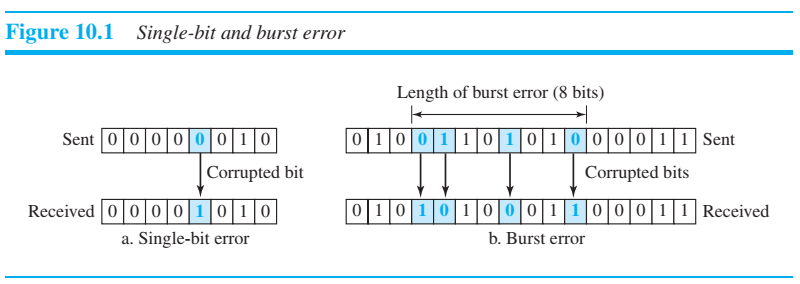 Figure 10.1 Single-bit and burst error
Length of burst error (8 bits)
Sent 0 0 0 0 0 0 1 0
0 1 0 0 1 1 0 1 0 1 0 0 0 0 1 1 Sent
Corrupted bit
Corrupted bits
Received 0 0 0 0 1 0 1 0
0 1 0 1 0 1 0 0 0 1 1 0 0 0 1 1 Received
a. Single-bit error
b. Burst error